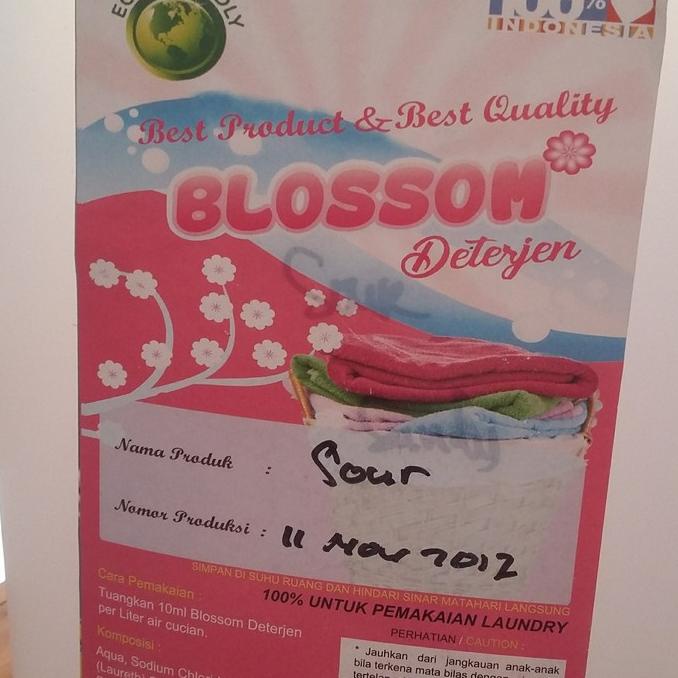 100%
INDONESIA
Best Product & Best Quality
BLOSSOM
Deterjen
Sour
Nama Produk : Sour
Nomor Produksi : 11 Nov 2012
SIMPAN DI SUHU RUANG DAN HINDARI SINAR MATAHARI LANGSUNG
100% UNTUK PEMAKAIAN LAUNDRY
Cara Pemakaian :
Tuangkan 10ml Blossom Deterjen
per Liter air cucian.
Komposisi :
Aqua, Sodium
(Laureth)
PERHATIAN / CAUTION :
• Jauhkan dari jangkauan anak-anak
bila terkena mata bilas dengan